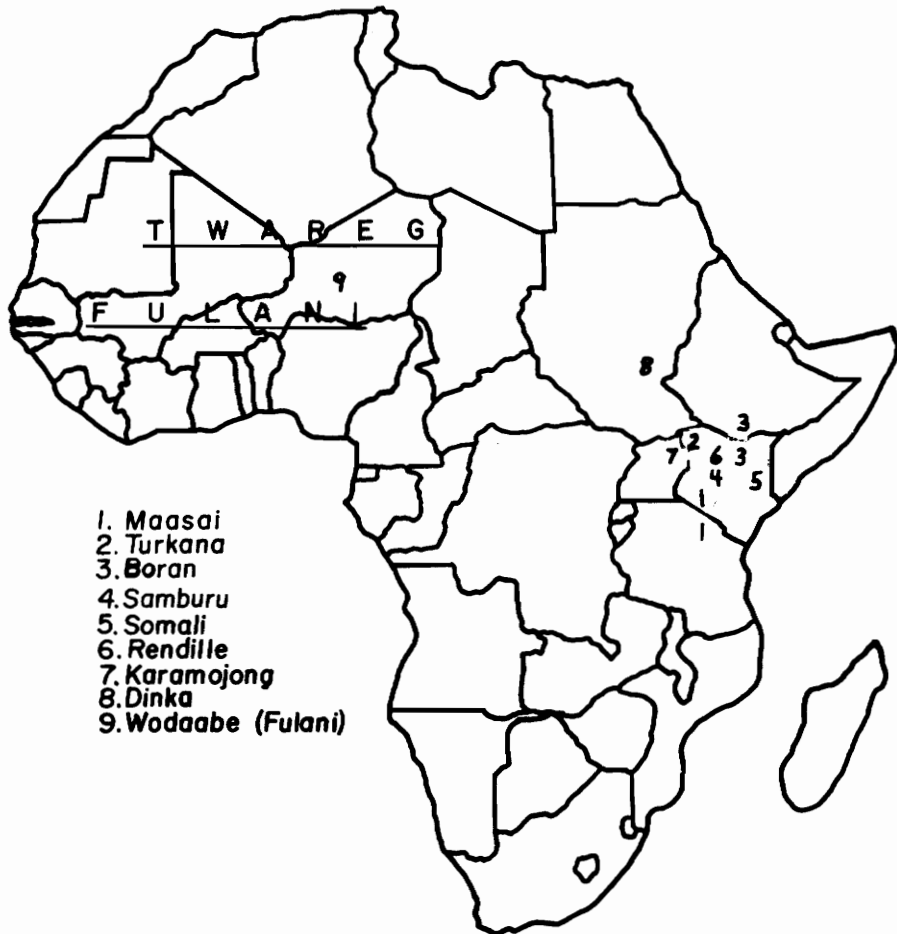 T W A R E G
9
F U L A N I
8
3
7 2 6 3
4 5
1
1
1. Maasai
2. Turkana
3. Boran
4. Samburu
5. Somali
6. Rendille
7. Karamojong
8. Dinka
9. Wodaabe (Fulani)